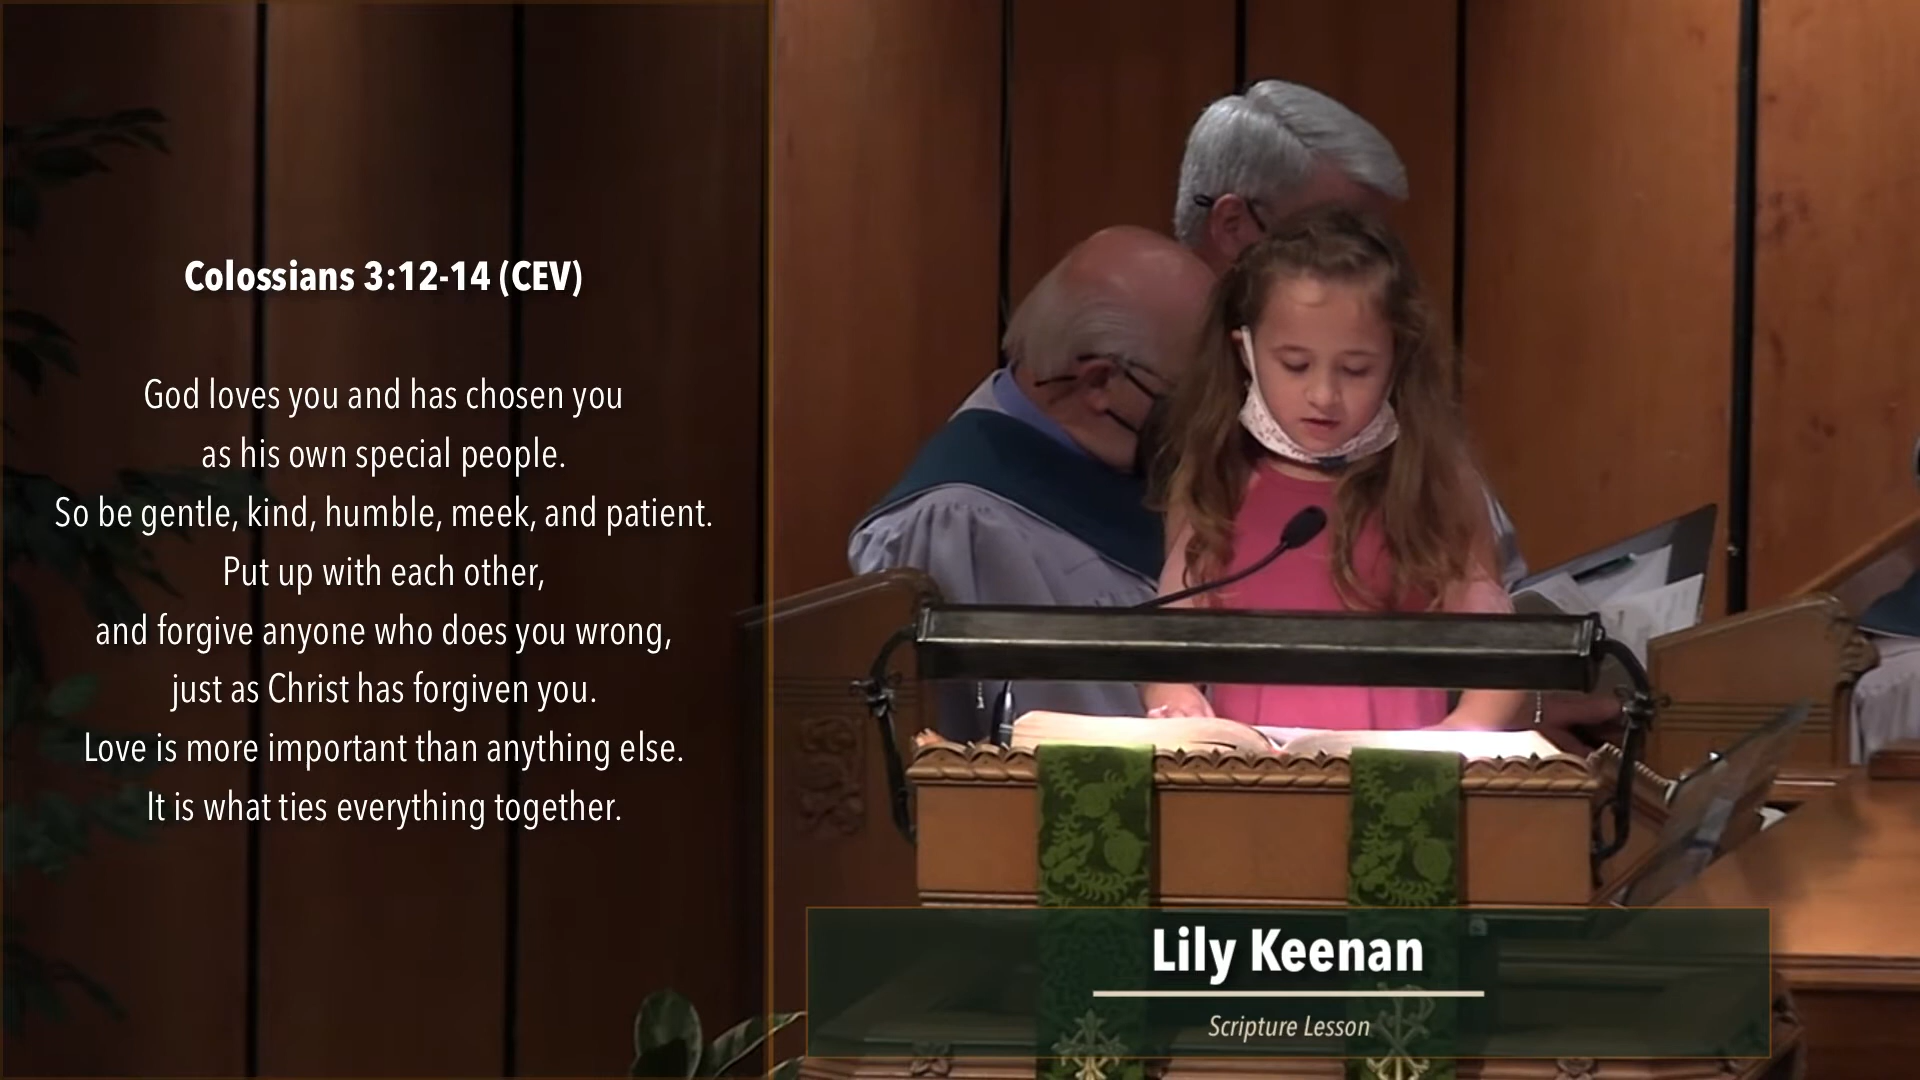 Colossians 3:12-14 (CEV)
God loves you and has chosen you
as his own special people.
So be gentle, kind, humble, meek, and patient.
Put up with each other,
and forgive anyone who does you wrong,
just as Christ has forgiven you.
Love is more important than anything else.
It is what ties everything together.
Lily Keenan
Scripture Lesson